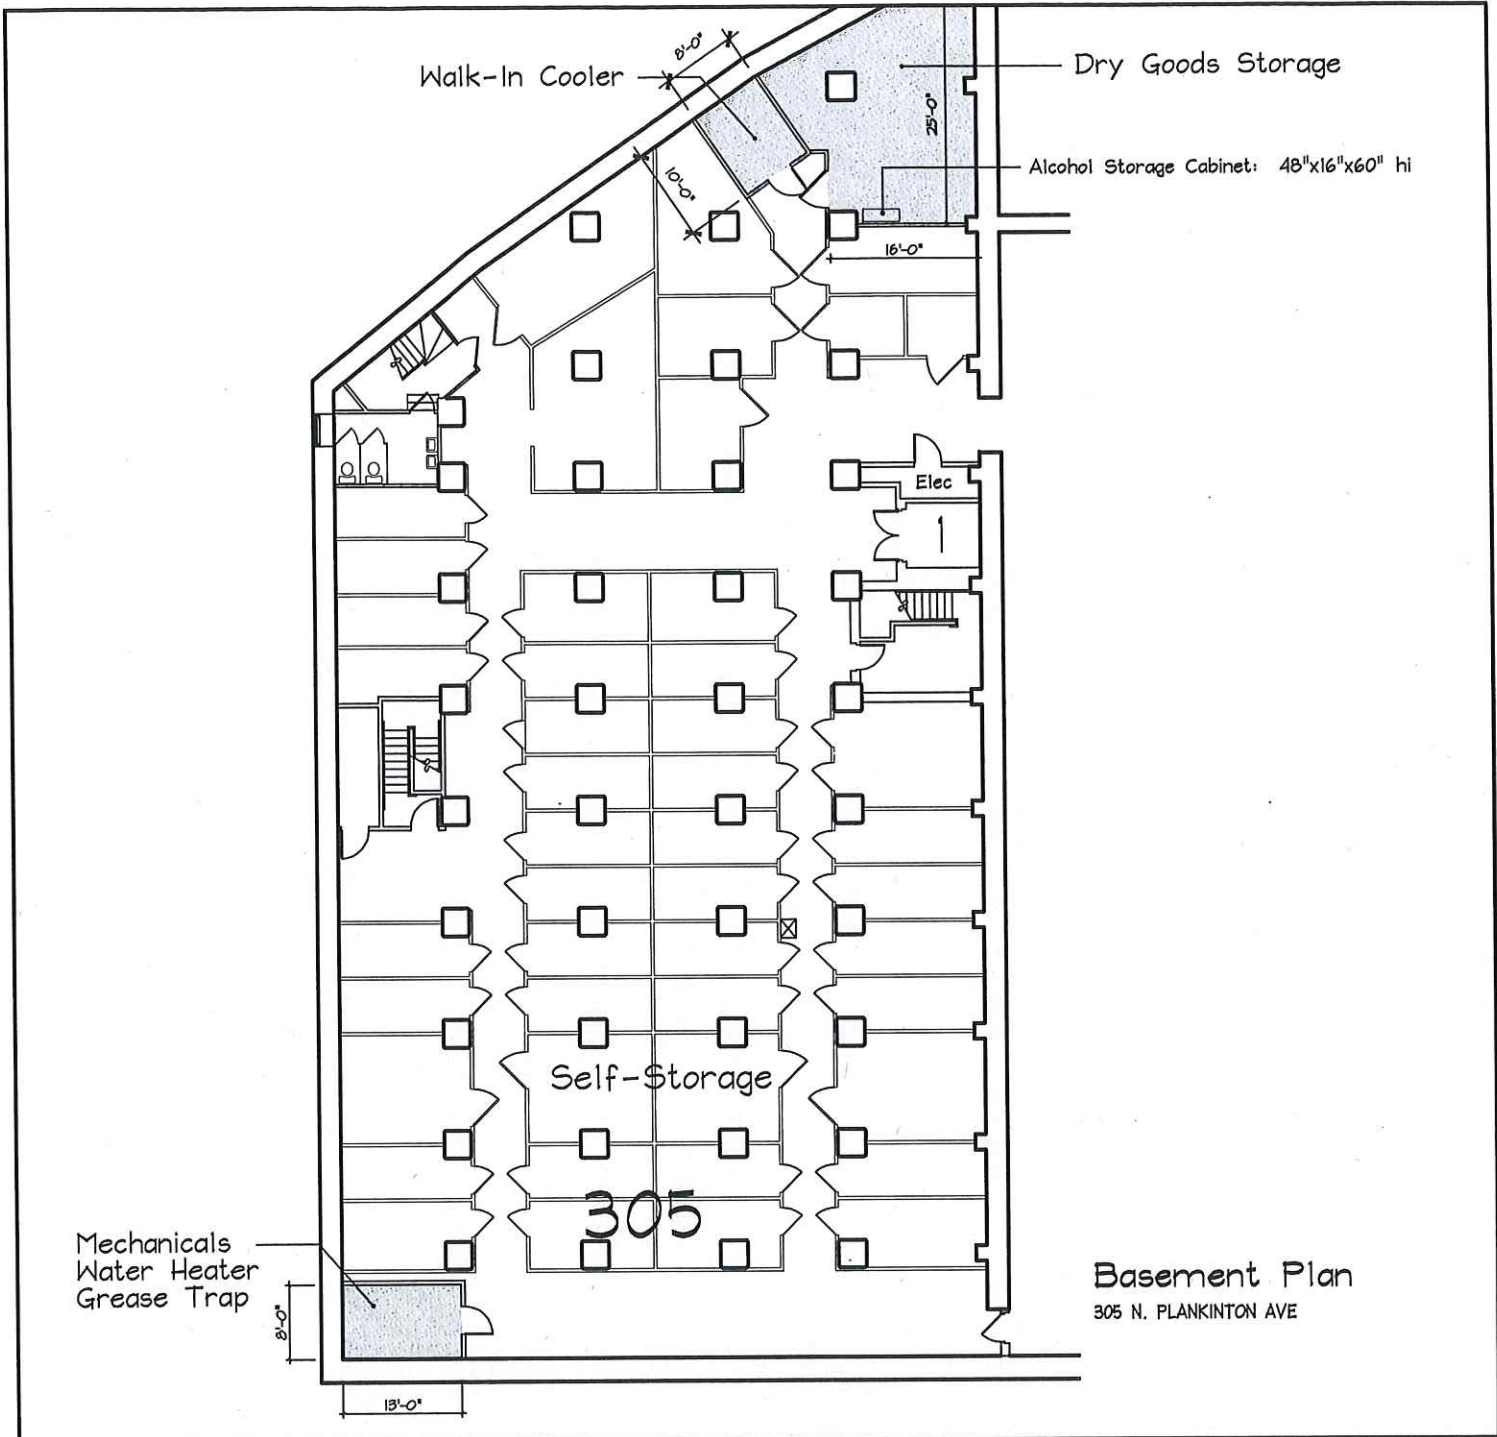 8'-0"
Walk-In Cooler
Dry Goods Storage
25'-0"
Alcohol Storage Cabinet: 48"x16"x60" hi
10'-0"
16'-0"
Elec
1
Self-Storage
305
Mechanicals
Water Heater
Grease Trap
8'-0"
13'-0"
Basement Plan
305 N. PLANKINTON AVE